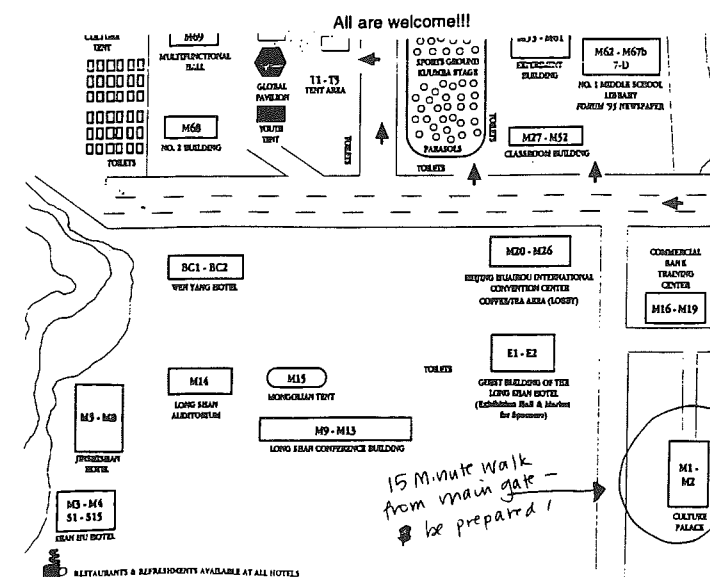 All are welcome!!!
TENT
M69
MULTIFUNCTIONAL
HALL
GLOBAL
PAVILION
YOUTH
TENT
T1 - T3
TENT AREA
TOILETS
SPORTS GROUND
KUUMBA STAGE
PARASOLS
TOILETS
TOILETS
BUILDING
M62 - M67b
7-D
NO. 1 MIDDLE SCHOOL
LIBRARY
FORUM '95 NEWSPAPER
M27 - M52
CLASSROOM BUILDING
M68
NO. 2 BUILDING
TOILETS
BC1 - BC2
WEN YANG HOTEL
M20 - M26
BEIJING HUAIROU INTERNATIONAL
CONVENTION CENTER
COFFEE/TEA AREA (LOBBY)
COMMERCIAL
BANK
TRAINING
CENTER
M16 - M19
E1 - E2
GUEST BUILDING OF THE
LONG SHAN HOTEL
(Exhibition Hall & Market
for Sponsors)
TOILETS
M14
LONG SHAN
AUDITORIUM
M15
MONGOLIAN TENT
M9 - M13
LONG SHAN CONFERENCE BUILDING
M5 - M8
HOTEL
M3 - M4
S1 - S15
HOTEL
15 Minute walk
from main gate —
be prepared!
M1 -
M2
CULTURE
PALACE
RESTAURANTS & REFRESHMENTS AVAILABLE AT ALL HOTELS